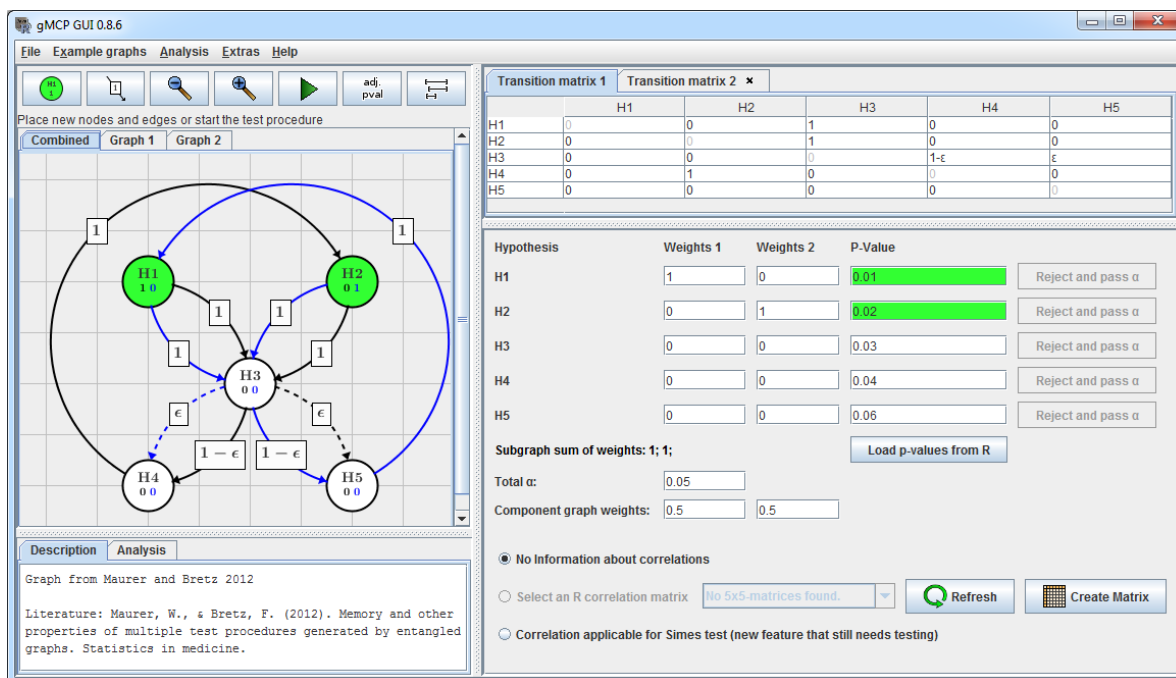 gMCP GUI 0.8.6
File Example graphs Analysis Extras Help
H1
1
1
adj.
pval
Place new nodes and edges or start the test procedure
Combined Graph 1 Graph 2
1 1
H1 H2
1 0 0 1
1 1
1 1
H3
0 0
ϵ ϵ
1 − ϵ 1 − ϵ
H4 H5
0 0 0 0
Description Analysis
Graph from Maurer and Bretz 2012
Literature: Maurer, W., & Bretz, F. (2012). Memory and other
properties of multiple test procedures generated by entangled
graphs. Statistics in medicine.
Transition matrix 1 Transition matrix 2
H1 H2 H3 H4 H5
H1 0 0 1 0 0
H2 0 0 1 0 0
H3 0 0 0 1-ε ε
H4 0 1 0 0 0
H5 0 0 0 0 0
Hypothesis Weights 1 Weights 2 P-Value
H1 1 0 0.01 Reject and pass α
H2 0 1 0.02 Reject and pass α
H3 0 0 0.03 Reject and pass α
H4 0 0 0.04 Reject and pass α
H5 0 0 0.06 Reject and pass α
Subgraph sum of weights: 1; 1; Load p-values from R
Total α: 0.05
Component graph weights: 0.5 0.5
No Information about correlations
Select an R correlation matrix No 5x5-matrices found. Refresh Create Matrix
Correlation applicable for Simes test (new feature that still needs testing)